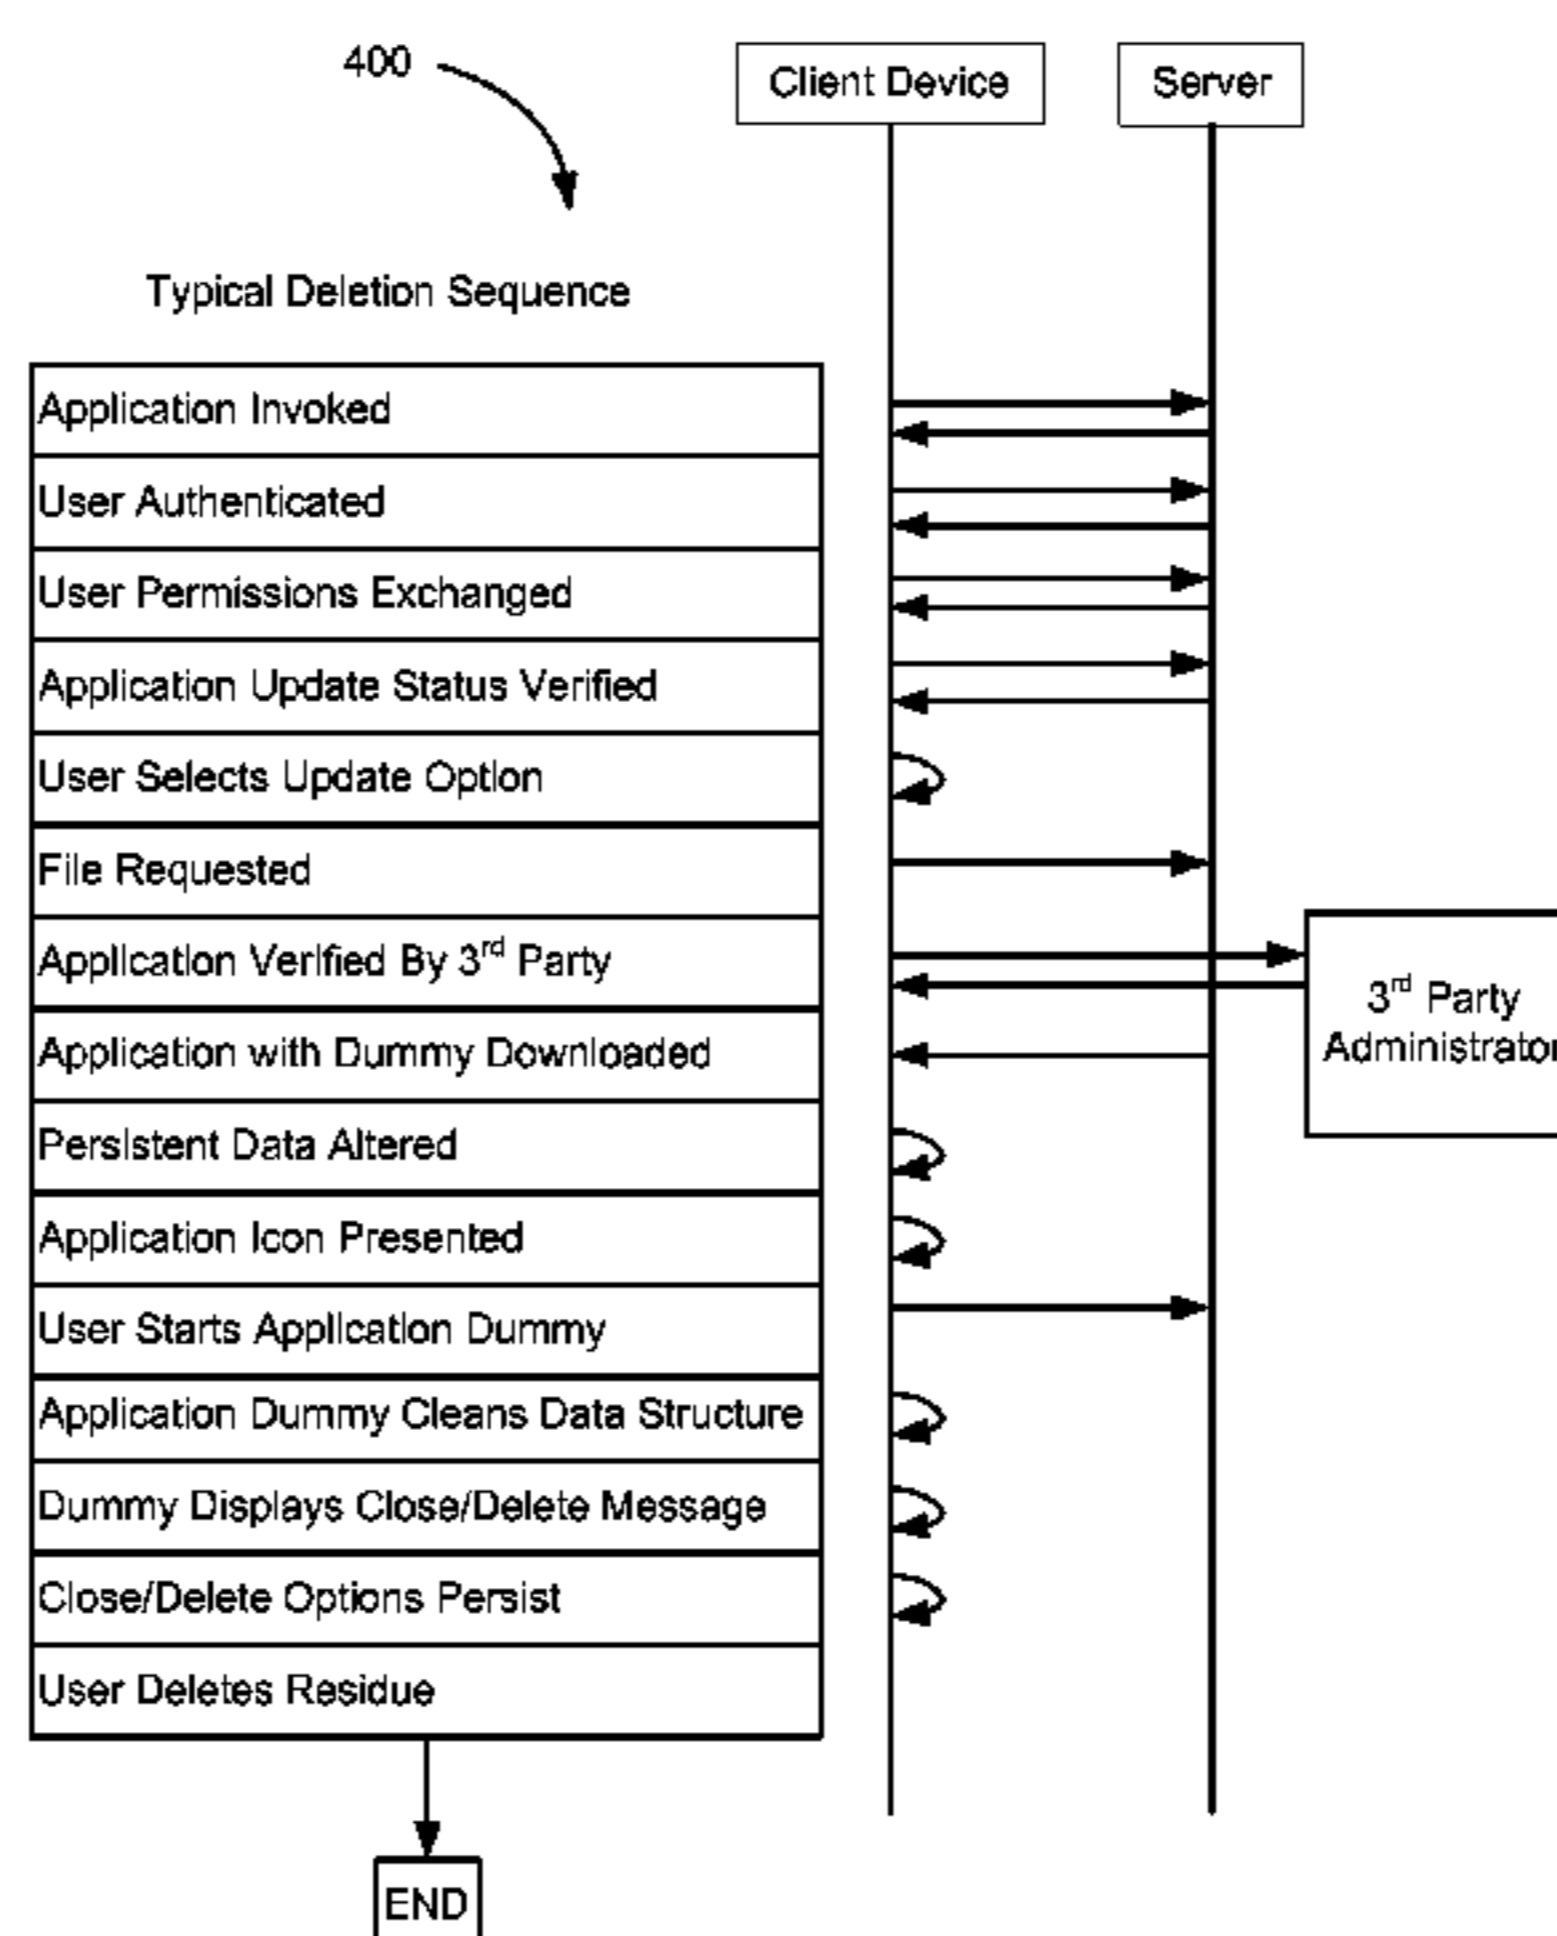 400
Client Device
Server
Typical Deletion Sequence
Application Invoked
User Authenticated
User Permissions Exchanged
Application Update Status Verified
User Selects Update Option
File Requested
Application Verified By 3rd Party
Application with Dummy Downloaded
Persistent Data Altered
Application Icon Presented
User Starts Application Dummy
Application Dummy Cleans Data Structure
Dummy Displays Close/Delete Message
Close/Delete Options Persist
User Deletes Residue
3rd Party
Administrator
END